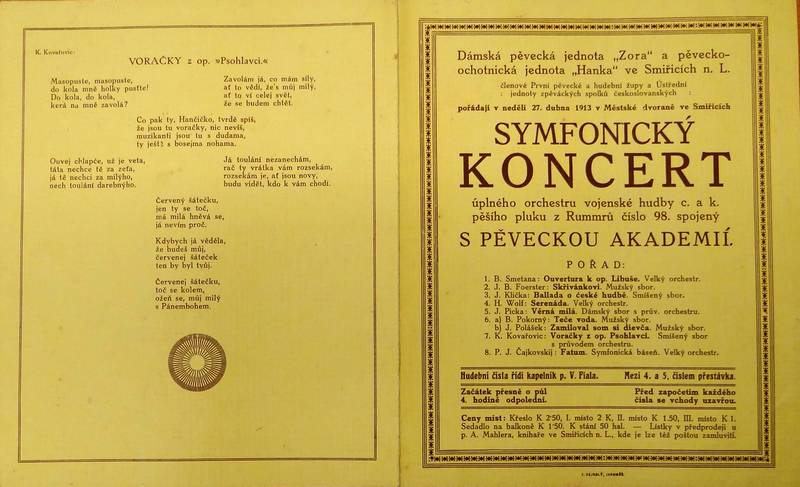 K. Kovařovic:
VORAČKY z op. »Psohlavci.«
Masopuste, masopuste,
do kola mně holky pusťte!
Do kola, do kola,
kerá na mně zavolá?
Zavolám já, co mám síly,
ať to vědí, že's můj milý,
ať to ví celej svět,
že se budem chtět.
Co pak ty, Hančičko, tvrdě spíš,
že jsou tu voračky, nic nevíš,
muzikanti jsou tu s dudama,
ty ješťs bosejma nohama.
Ouvej chlapče, už je veta,
táta nechce tě za zeťa,
já tě nechci za milýho,
nech toulání darebnýho.
Já toulání nezanechám,
rač ty vrátka vám rozsekám,
rozsekám je, ať jsou nový,
budu vidět, kdo k vám chodí.
Červený šátečku,
jen ty se toč,
má milá hněvá se,
já nevím proč.
Kdybych já věděla,
že budeš můj,
červenej šáteček
ten by byl tvůj.
Červenej šátečku,
toč se kolem,
ožeň se, můj milý
s Pánembohem.
Dámská pěvecká jednota „Zora“ a pěvecko-
ochotnická jednota „Hanka“ ve Smiřicích n. L.
členové První pěvecké a hudební župy a Ústřední
: jednoty zpěváckých spolků českoslovanských :
pořádají v neděli 27. dubna 1913 v Městské dvoraně ve Smiřicích
SYMFONICKÝ
KONCERT
úplného orchestru vojenské hudby c. a k.
pěšího pluku z Rummrů číslo 98. spojený
S PĚVECKOU AKADEMIÍ.
POŘAD:
1. B. Smetana: Ouvertura k op. Libuše. Velký orchestr.
2. J. B. Foerster: Skřivánkovi. Mužský sbor.
3. J. Klička: Ballada o české hudbě. Smíšený sbor.
4. H. Wolf: Serenáda. Velký orchestr.
5. J. Picka: Věrná milá. Dámský sbor s prův. orchestru.
6. a) B. Pokorný: Teče voda. Mužský sbor.
b) J. Polášek: Zamiloval som si dievča. Mužský sbor.
7. K. Kovařovic: Voračky z op. Psohlavci. Smíšený sbor
s průvodem orchestru.
8. P. J. Čajkovskij: Fatum. Symfonická báseň. Velký orchestr.
Hudební čísla řídí kapelník p. V. Fiala. Mezi 4. a 5. číslem přestávka.
Začátek přesně o půl
4. hodině odpolední.
Před započetím každého
čísla se vchody uzavřou.
Ceny míst: Křeslo K 2·50, I. místo 2 K, II. místo K 1.50, III. místo K 1.
Sedadlo na balkoně K 1·50. K stání 50 hal. — Lístky v předprodeji u
p. A. Mahlera, knihaře ve Smiřicích n. L., kde je lze též poštou zamluviti.